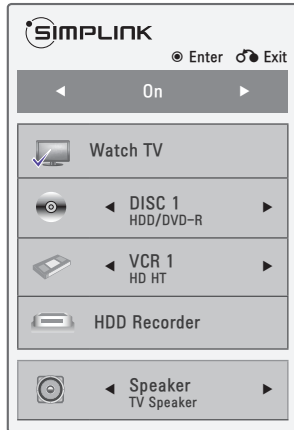 SIMPLINK
Enter Exit
On
Watch TV
DISC 1
HDD/DVD-R
VCR 1
HD HT
HDD Recorder
Speaker
TV Speaker